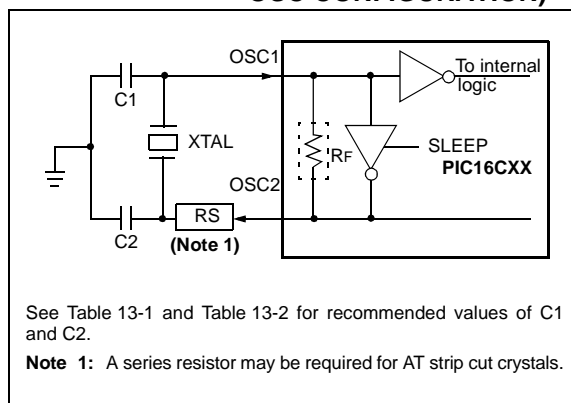 OSC1
To internal
logic
C1
XTAL
SLEEP
RF
PIC16CXX
OSC2
RS
C2
(Note 1)
See Table 13-1 and Table 13-2 for recommended values of C1
and C2.
Note 1: A series resistor may be required for AT strip cut crystals.